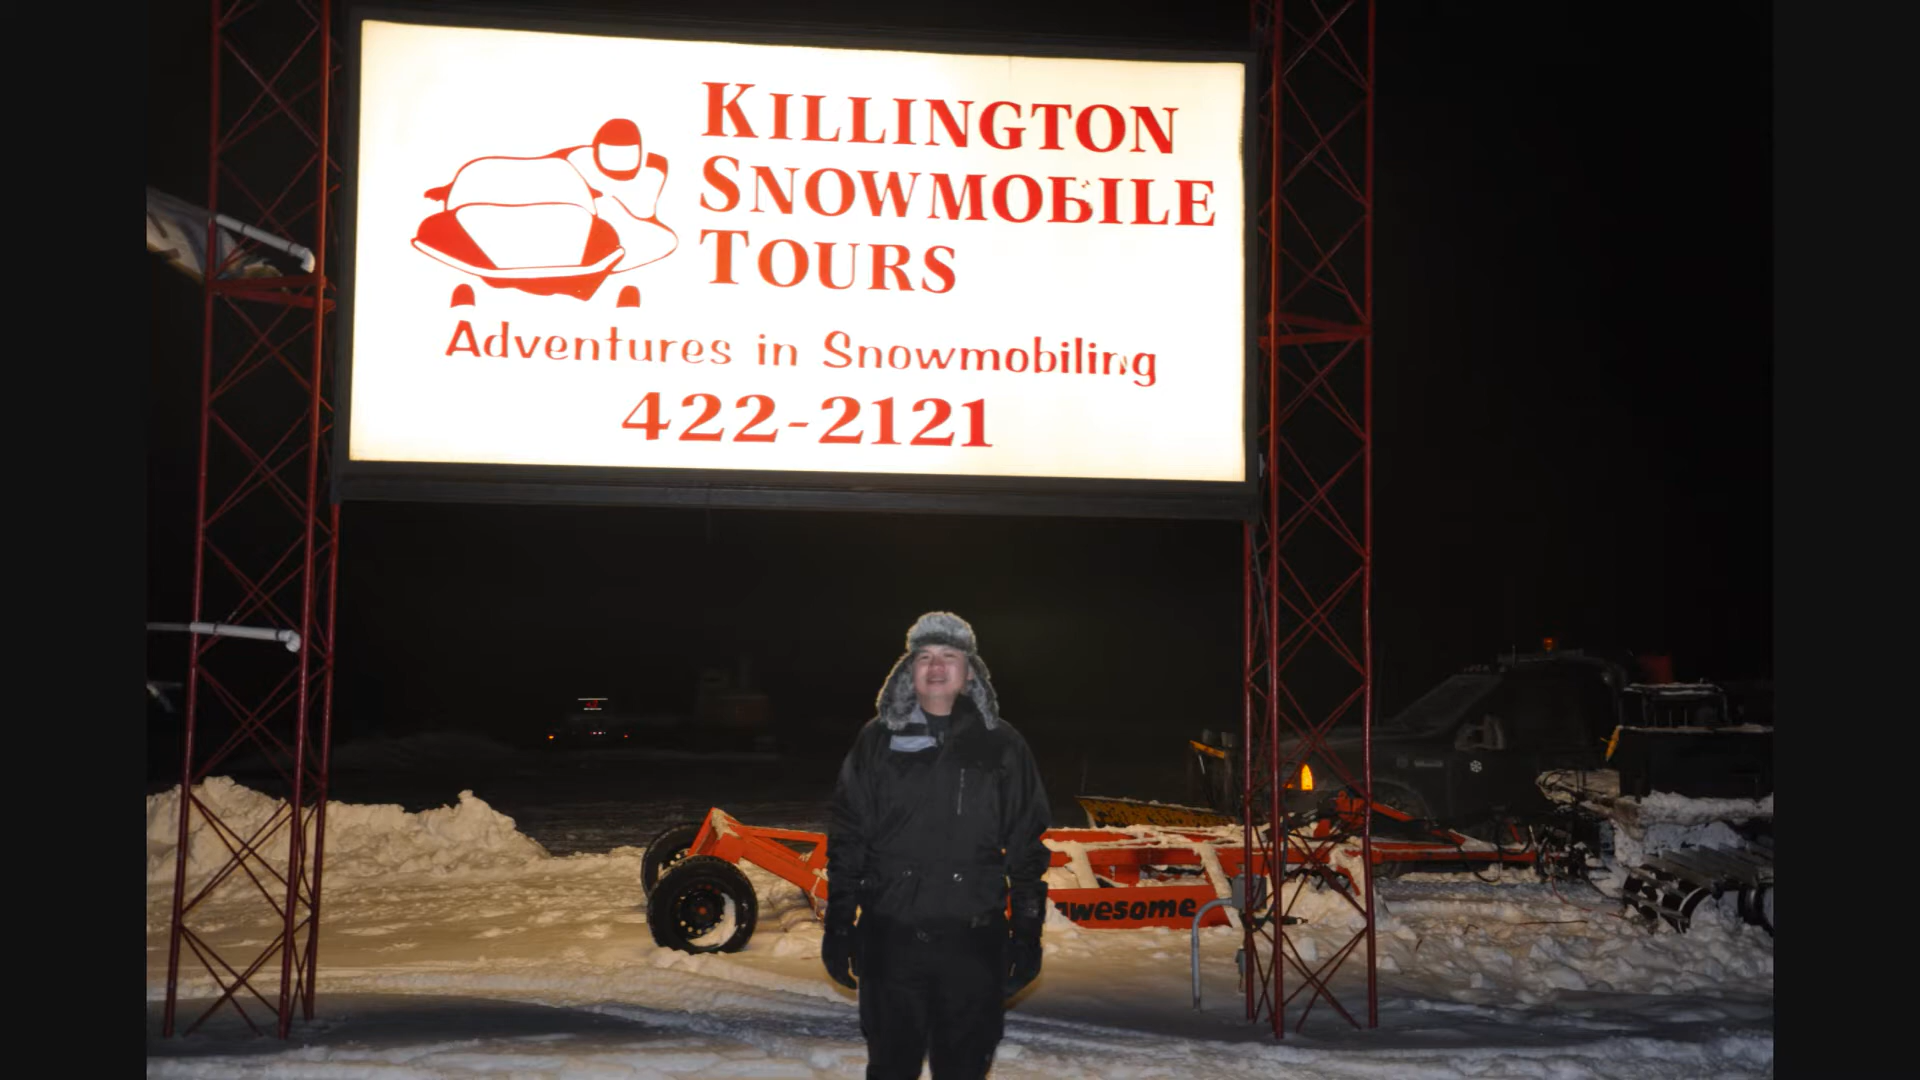 KILLINGTON
SNOWMOBILE
TOURS
Adventures in Snowmobiling
422-2121
awesome